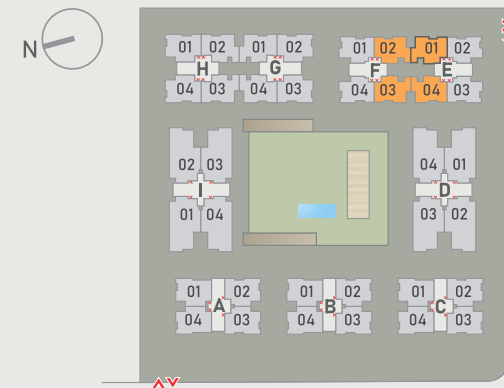 N
01 02 01 02
H G
04 03 04 03
01 02 01 02
F E
04 03 04 03
02 03
I
01 04
04 01
D
03 02
01 02
A
04 03
01 02
B
04 03
01 02
C
04 03